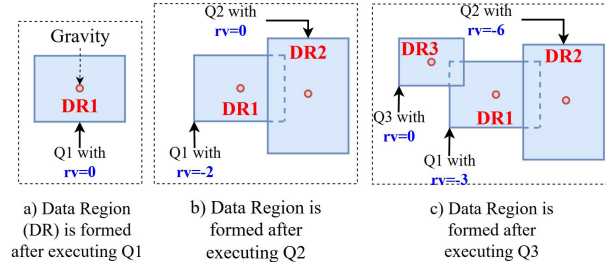 Gravity
DR1
Q1 with
rv=0
a) Data Region
(DR) is formed
after executing Q1
Q2 with
rv=0
DR2
DR1
Q1 with
rv=-2
b) Data Region is
formed after
executing Q2
Q2 with
rv=-6
DR3
DR2
Q3 with
rv=0
DR1
Q1 with
rv=-3
c) Data Region is
formed after
executing Q3